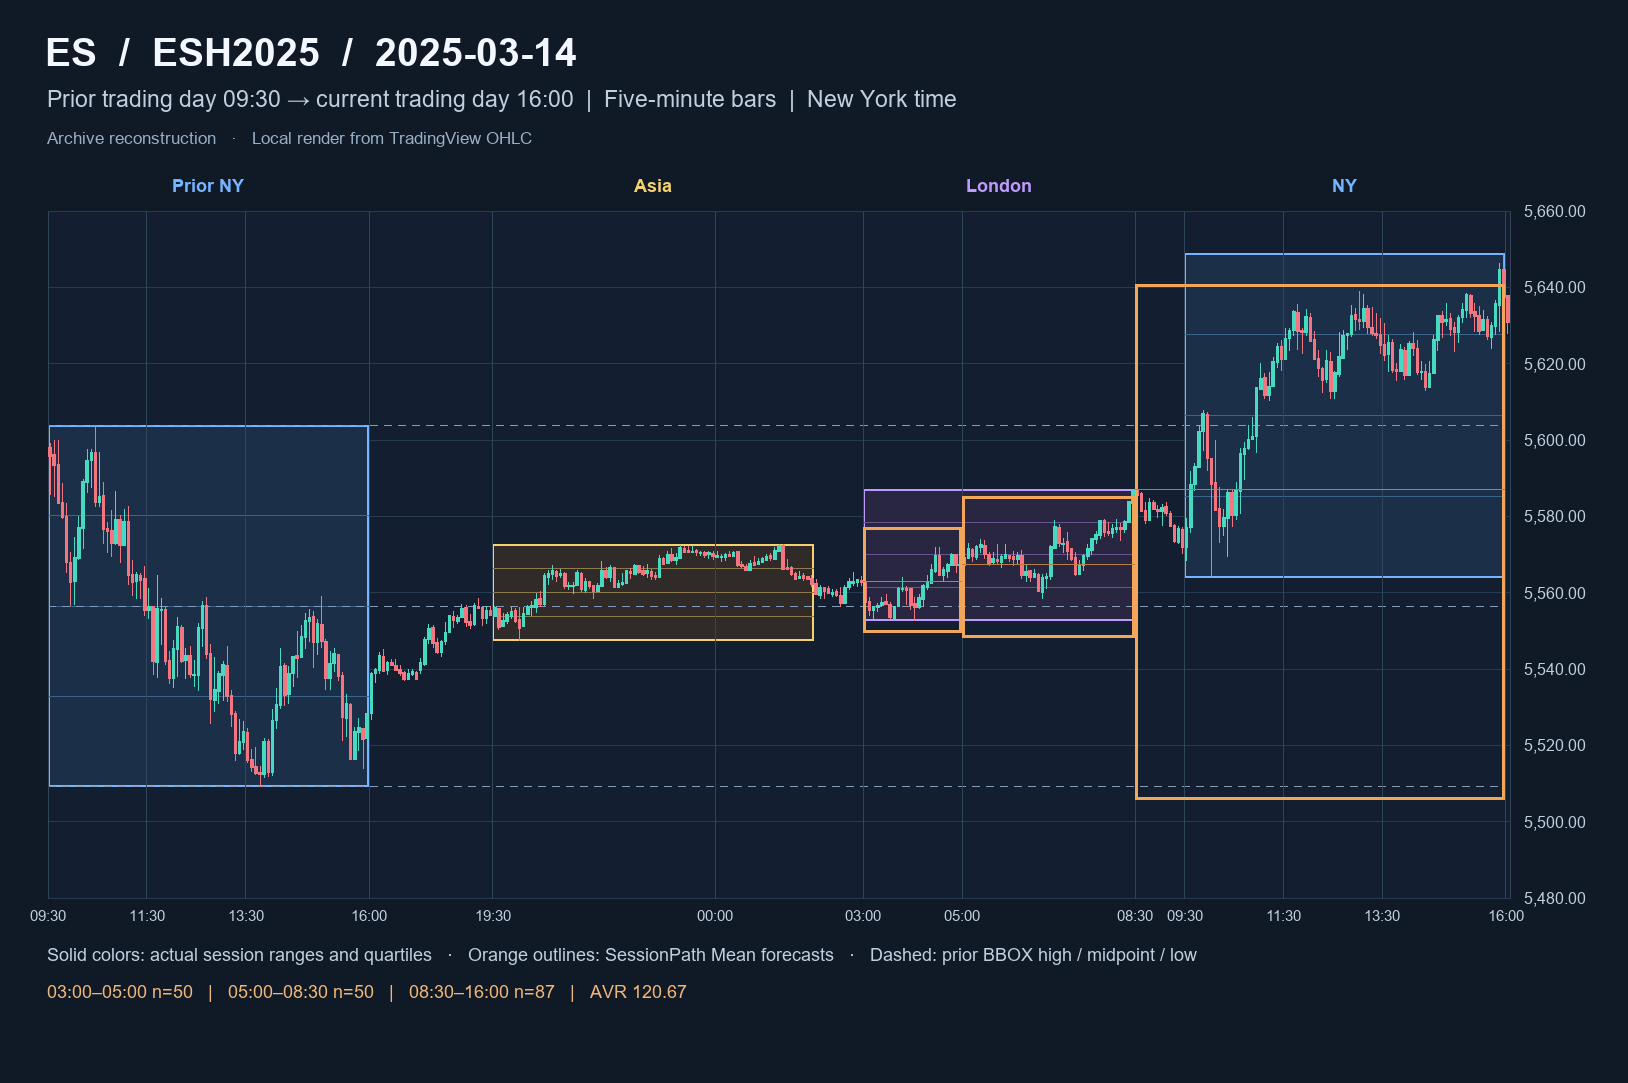 ES / ESH2025 / 2025-03-14
Prior trading day 09:30 → current trading day 16:00 | Five-minute bars | New York time
Archive reconstruction · Local render from TradingView OHLC
Prior NY Asia London NY
5,660.00
5,640.00
5,620.00
5,600.00
5,580.00
5,560.00
5,540.00
5,520.00
5,500.00
5,480.00
09:30 11:30 13:30 16:00 19:30 00:00 03:00 05:00 08:30 09:30 11:30 13:30 16:00
Solid colors: actual session ranges and quartiles · Orange outlines: SessionPath Mean forecasts · Dashed: prior BBOX high / midpoint / low
03:00–05:00 n=50 | 05:00–08:30 n=50 | 08:30–16:00 n=87 | AVR 120.67